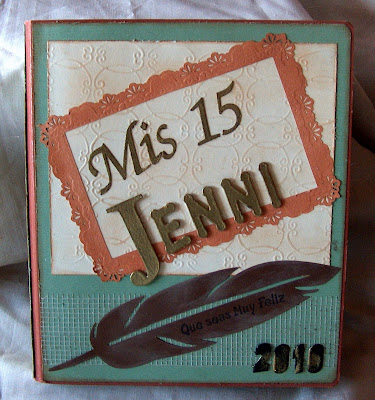 Mis 15
JENNI
Que seas Muy Feliz
2010